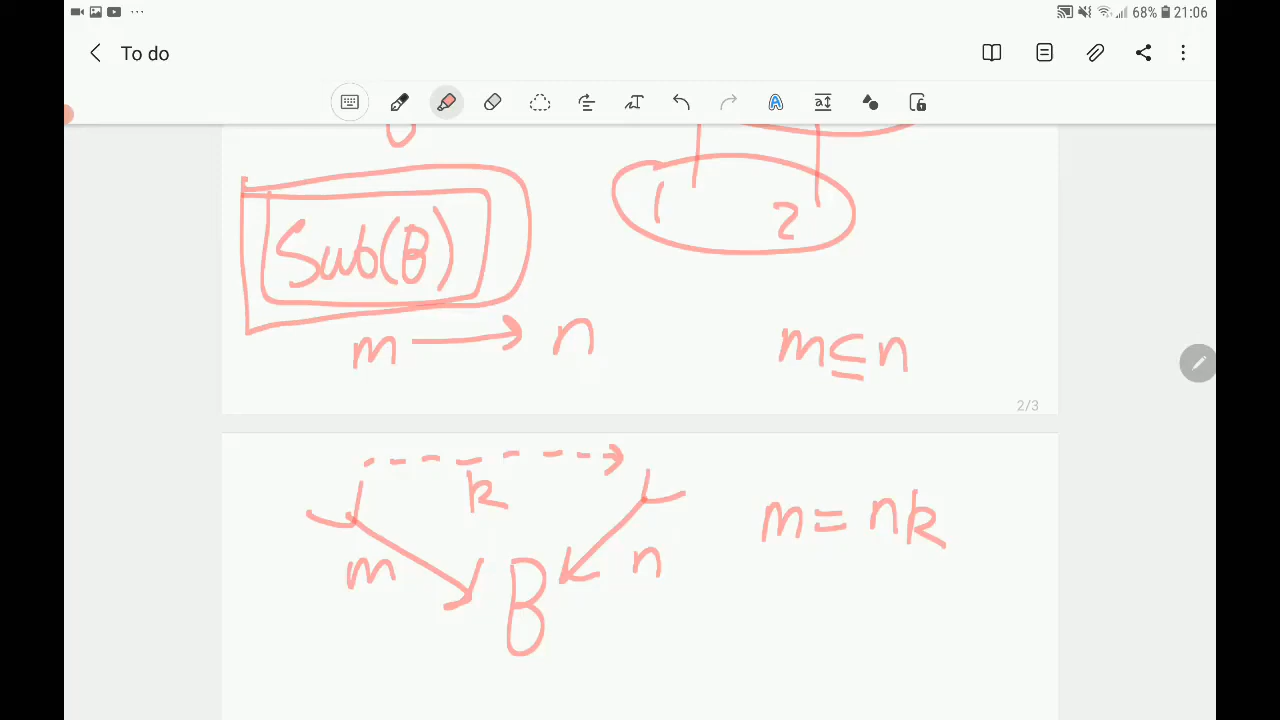 68% 21:06
To do
1 2
Sub(B)
m → n m ⊆ n
2/3
k
m = nk
m n
B